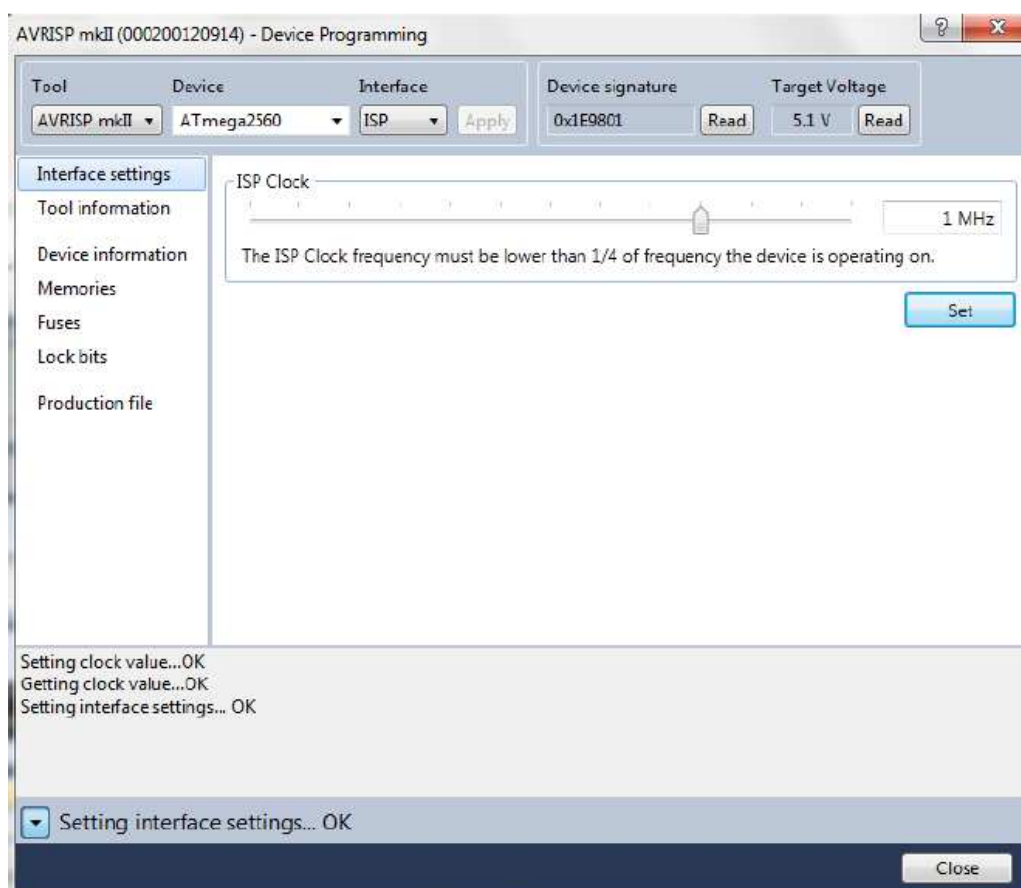 AVRISP mkII (000200120914) - Device Programming
Tool Device Interface Device signature Target Voltage
AVRISP mkII ATmega2560 ISP Apply 0x1E9801 Read 5.1 V Read
Interface settings
Tool information
Device information
Memories
Fuses
Lock bits
Production file
ISP Clock
1 MHz
The ISP Clock frequency must be lower than 1/4 of frequency the device is operating on.
Set
Setting clock value...OK
Getting clock value...OK
Setting interface settings... OK
Setting interface settings... OK
Close